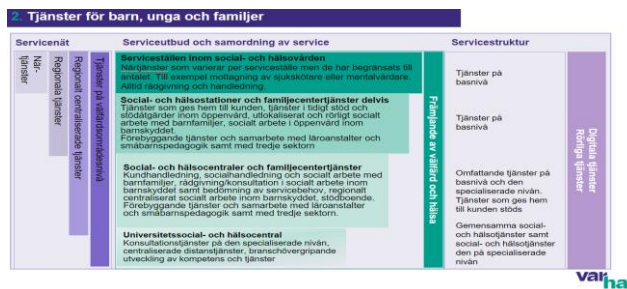 2. Tjänster för barn, unga och familjer
Servicenät
Serviceutbud och samordning av service
Servicestruktur
När-
tjänster
Regionala tjänster
Regionalt centraliserade tjänster
Tjänster på välfärdsområdesnivå
Serviceställen inom social- och hälsovården
Närtjänster som varierar per serviceställe men de har begränsats till
antalet. Till exempel mottagning av sjukskötare eller mentalvårdare.
Alltid rådgivning och handledning.
Social- och hälsostationer och familjecentertjänster delvis
Tjänster som ges hem till kunden, tjänster i tidigt stöd och
stödåtgärder inom öppenvård, utlokaliserat och rörligt socialt
arbete med barnfamiljer, socialt arbete i öppenvård inom
barnskyddet.
Förebyggande tjänster och samarbete med läroanstalter och
småbarnspedagogik samt med tredje sektorn
Social- och hälsocentraler och familjecentertjänster
Kundhandledning, socialhandledning och socialt arbete med
barnfamiljer, rådgivning/konsultation i socialt arbete inom
barnskyddet samt bedömning av servicebehov, regionalt
centraliserat socialt arbete inom barnskyddet, stödboende.
Förebyggande tjänster och samarbete med läroanstalter
och småbarnspedagogik samt med tredje sektorn.
Universitetssocial- och hälsocentral
Konsultationstjänster på den specialiserade nivån,
centraliserade distanstjänster, branschövergripande
utveckling av kompetens och tjänster
Främjande av välfärd och hälsa
Tjänster på
basnivå
Tjänster på
basnivå
Omfattande tjänster på
basnivå och den
specialiserade nivån.
Tjänster som ges hem
till kunden stöds
Gemensamma social-
och hälsotjänster samt
social- och hälsotjänster
den på specialiserade
nivån
Digitala tjänster
Rörliga tjänster
varha